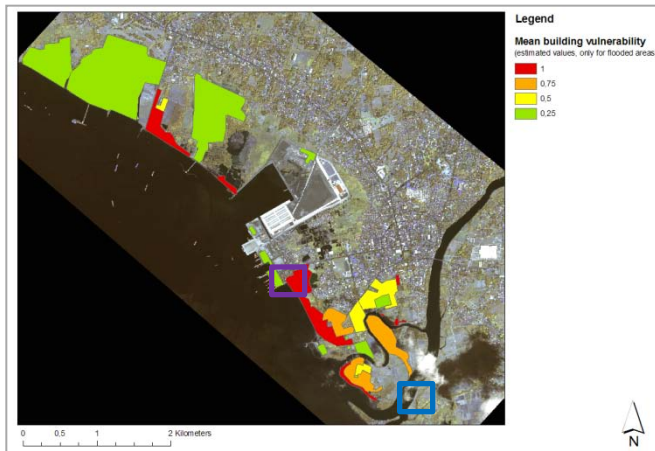 Legend
Mean building vulnerability
(estimated values, only for flooded areas
1
0,75
0,5
0,25
0 0,5 1 2 Kilometers
N